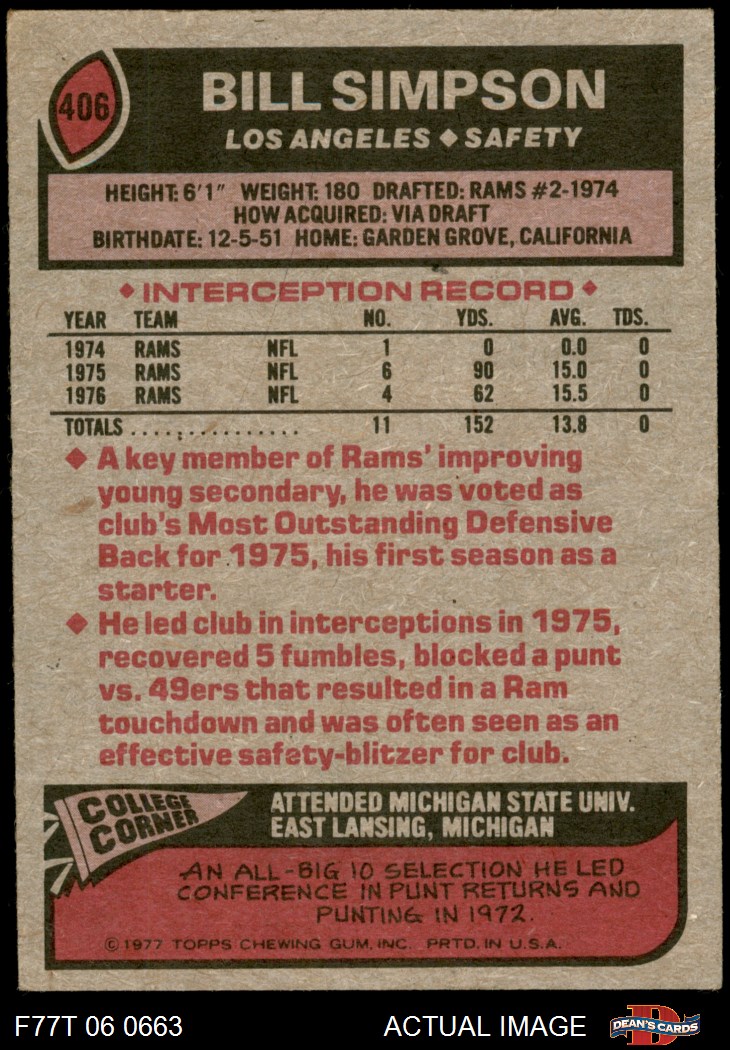 406
BILL SIMPSON
LOS ANGELES ◆ SAFETY
HEIGHT: 6'1" WEIGHT: 180 DRAFTED: RAMS #2-1974
HOW ACQUIRED: VIA DRAFT
BIRTHDATE: 12-5-51 HOME: GARDEN GROVE, CALIFORNIA
◆ INTERCEPTION RECORD ◆
YEAR TEAM NO. YDS. AVG. TDS.
1974 RAMS NFL 1 0 0.0 0
1975 RAMS NFL 6 90 15.0 0
1976 RAMS NFL 4 62 15.5 0
TOTALS ................ 11 152 13.8 0
◆ A key member of Rams' improving
young secondary, he was voted as
club's Most Outstanding Defensive
Back for 1975, his first season as a
starter.
◆ He led club in interceptions in 1975,
recovered 5 fumbles, blocked a punt
vs. 49ers that resulted in a Ram
touchdown and was often seen as an
effective safety-blitzer for club.
COLLEGE
CORNER
ATTENDED MICHIGAN STATE UNIV.
EAST LANSING, MICHIGAN
AN ALL-BIG 10 SELECTION HE LED
CONFERENCE IN PUNT RETURNS AND
PUNTING IN 1972.
© 1977 TOPPS CHEWING GUM, INC. PRTD. IN U.S.A.
F77T 06 0663 ACTUAL IMAGE
D
DEAN'S CARDS